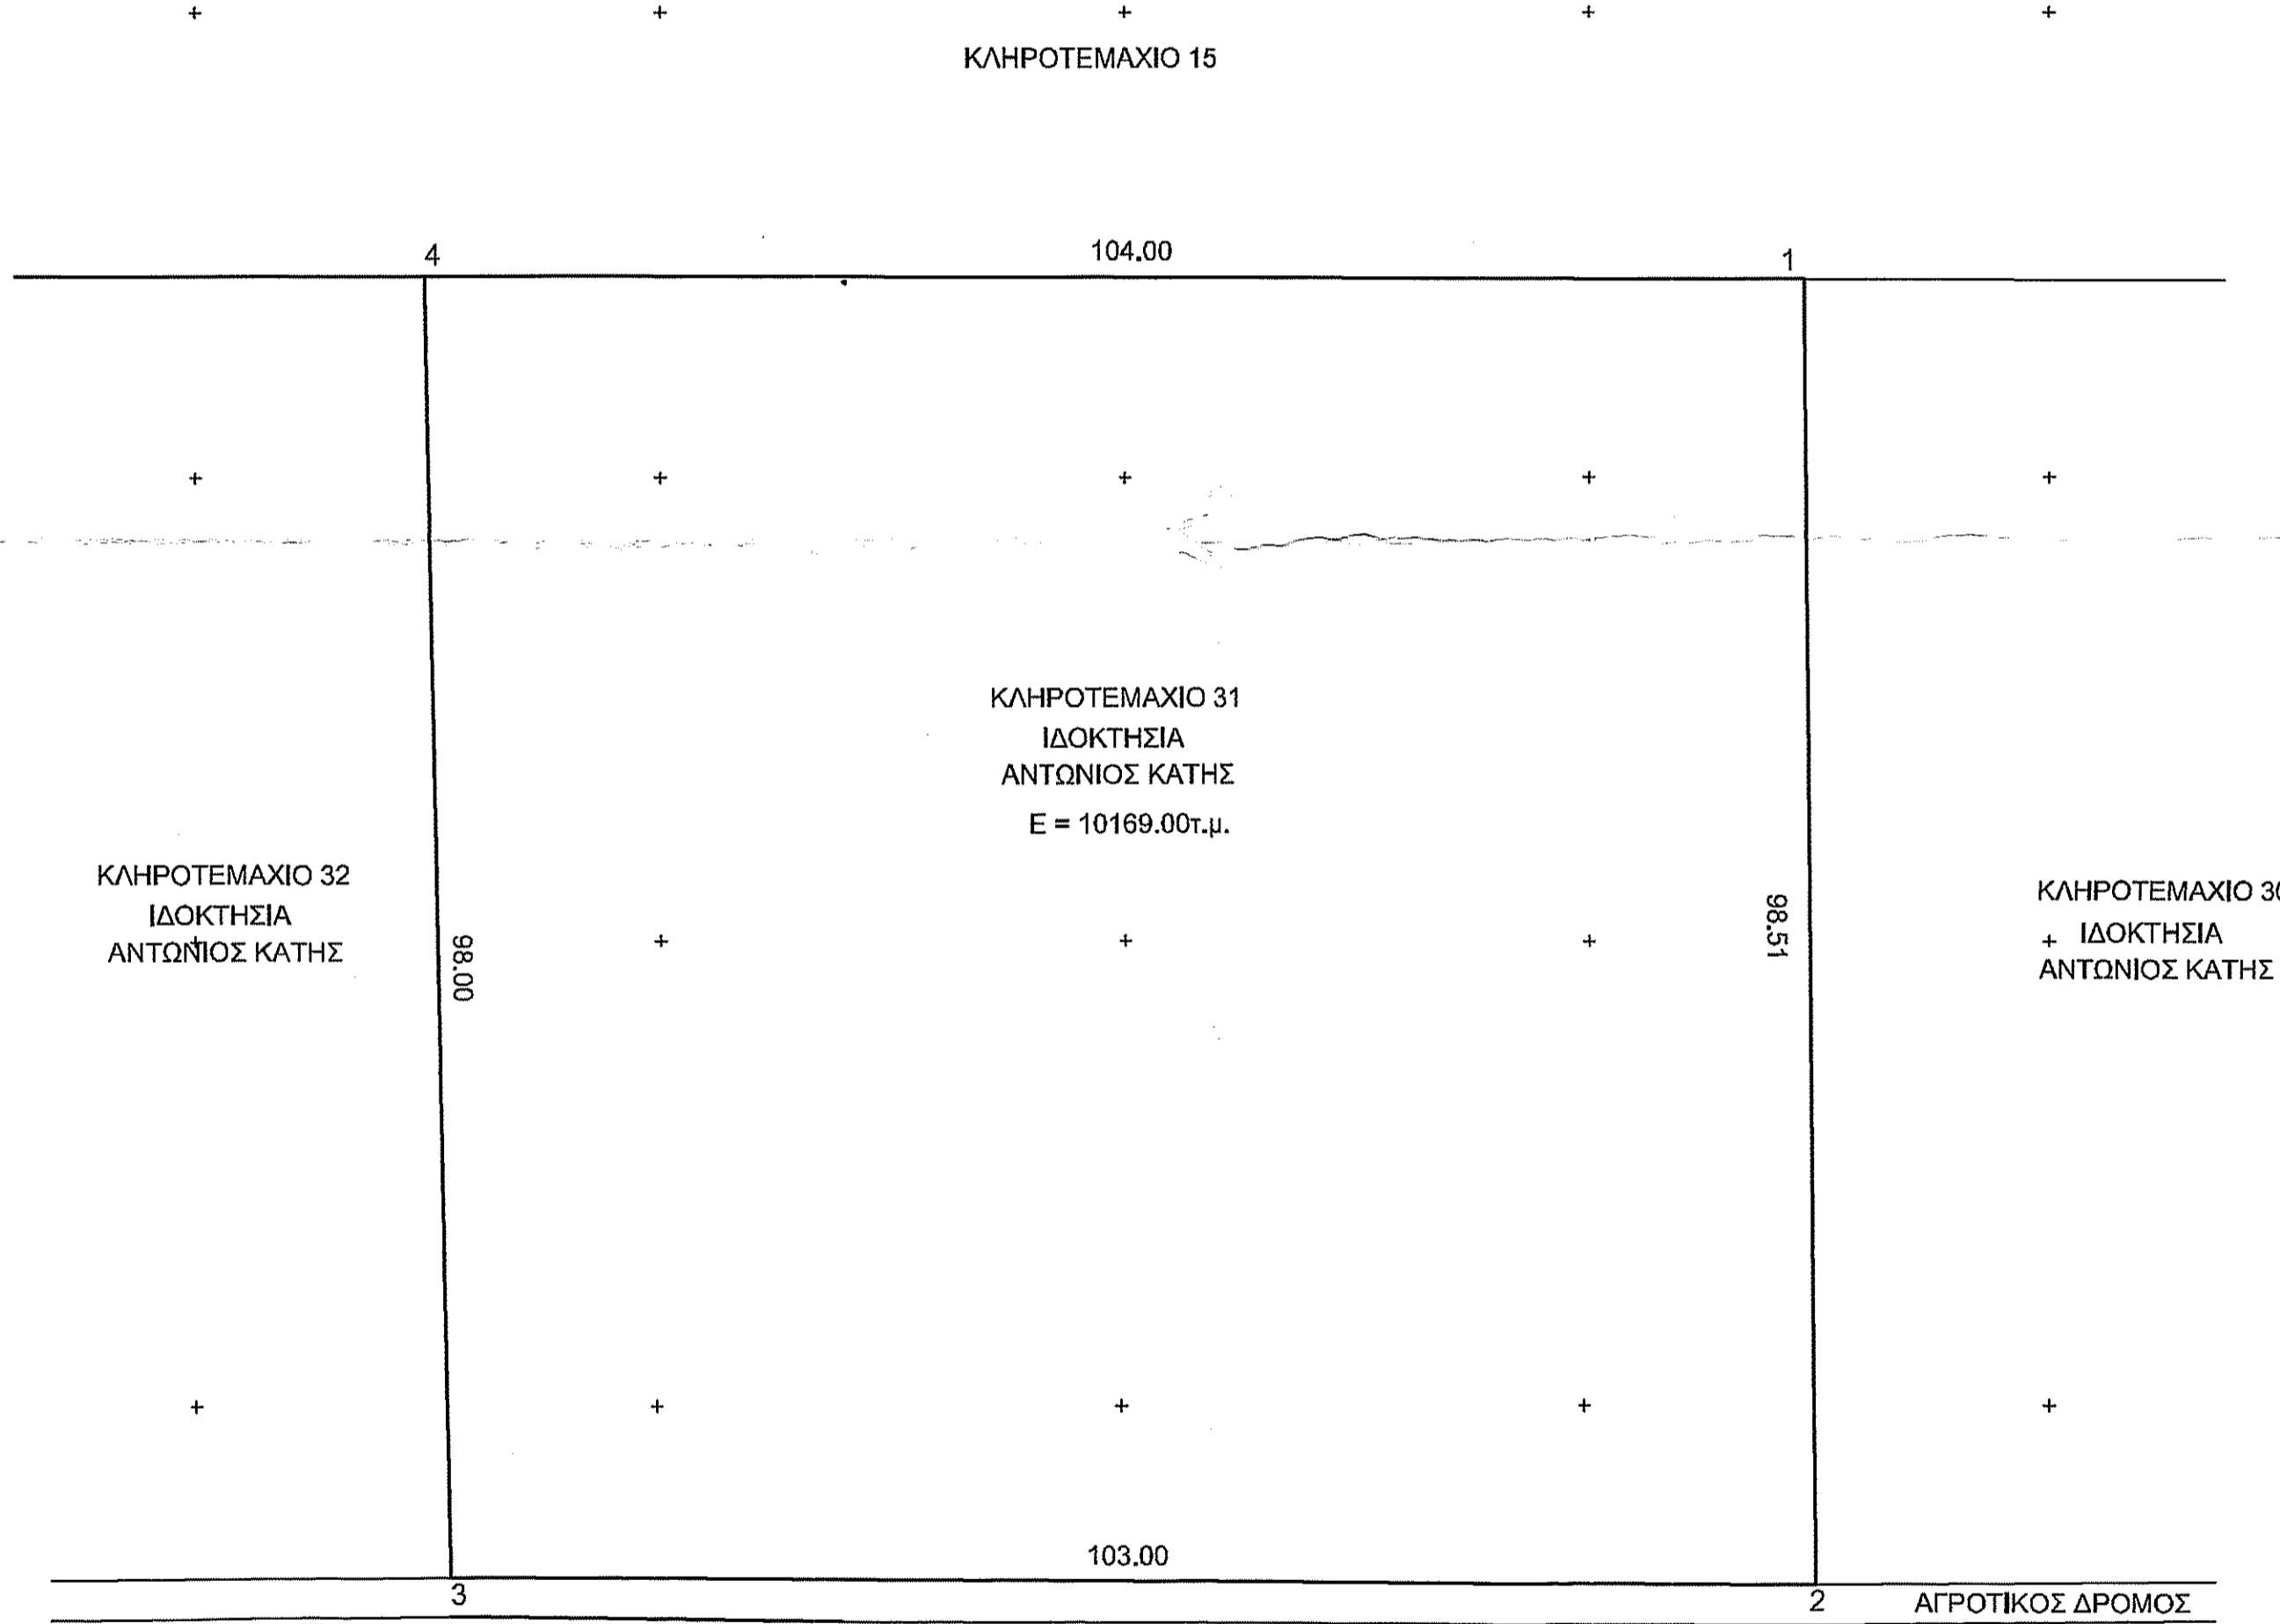 ΚΛΗΡΟΤΕΜΑΧΙΟ 15
4
104.00
1
ΚΛΗΡΟΤΕΜΑΧΙΟ 31
ΙΔΟΚΤΗΣΙΑ
ΑΝΤΩΝΙΟΣ ΚΑΤΗΣ
Ε = 10169.00τ.μ.
ΚΛΗΡΟΤΕΜΑΧΙΟ 32
ΙΔΟΚΤΗΣΙΑ
ΑΝΤΩΝΙΟΣ ΚΑΤΗΣ
98.00
98.51
ΚΛΗΡΟΤΕΜΑΧΙΟ 30
ΙΔΟΚΤΗΣΙΑ
ΑΝΤΩΝΙΟΣ ΚΑΤΗΣ
103.00
3
2
ΑΓΡΟΤΙΚΟΣ ΔΡΟΜΟΣ